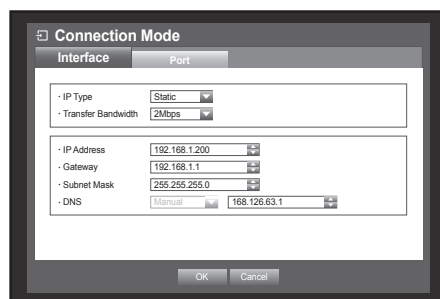 Connection Mode
Interface Port
· IP Type Static
· Transfer Bandwidth 2Mbps
· IP Address 192.168.1.200
· Gateway 192.168.1.1
· Subnet Mask 255.255.255.0
· DNS Manual 168.126.63.1
OK Cancel